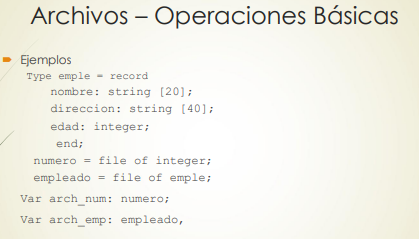 Archivos – Operaciones Básicas
Ejemplos
Type emple = record
nombre: string [20];
direccion: string [40];
edad: integer;
end;
numero = file of integer;
empleado = file of emple;
Var arch_num: numero;
Var arch_emp: empleado,